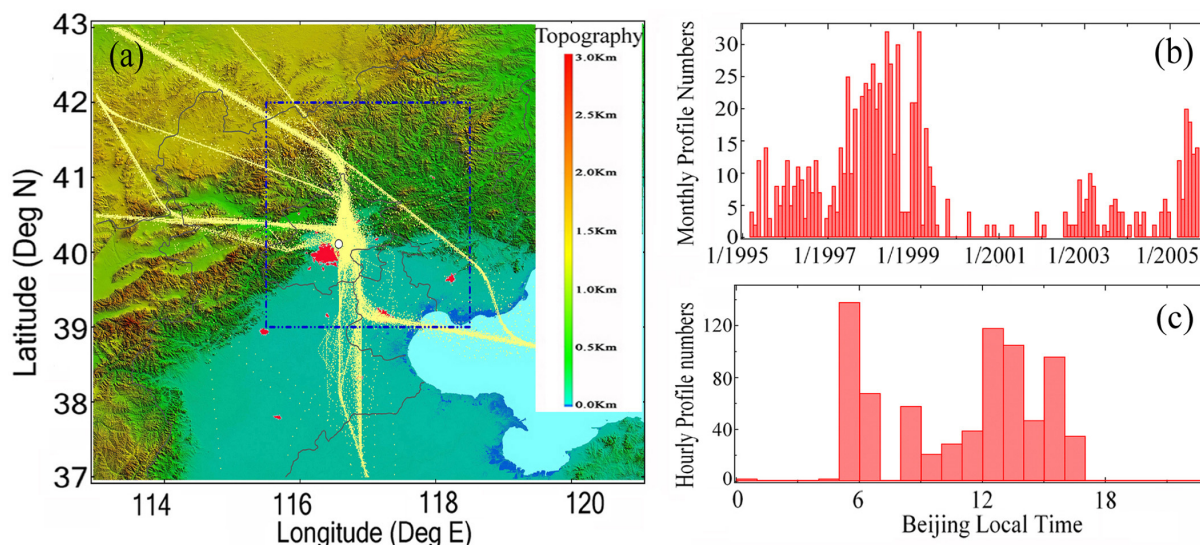 (a)
Topography
3.0Km
2.5Km
2.0Km
1.5Km
1.0Km
0.5Km
0.0Km
43
42
41
40
39
38
37
Latitude (Deg N)
114
116
118
120
Longitude (Deg E)
(b)
Monthly Profile Numbers
35
30
25
20
15
10
5
0
1/1995
1/1997
1/1999
1/2001
1/2003
1/2005
(c)
Hourly Profile numbers
120
80
40
0
0
6
12
18
Beijing Local Time